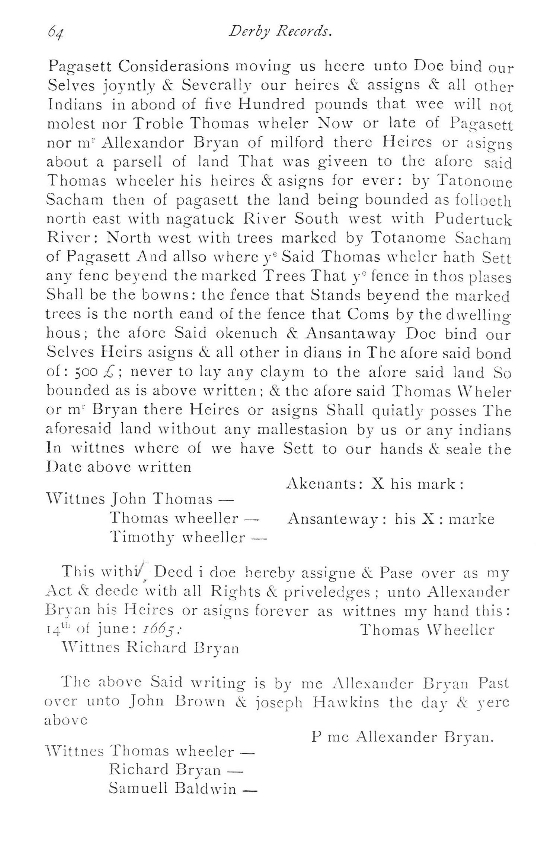 64 Derby Records.
Pagasett Considerasions moving us heere unto Doe bind our
Selves joyntly & Severally our heires & assigns & all other
Indians in abond of five Hundred pounds that wee will not
molest nor Troble Thomas wheler Now or late of Pagasett
nor mʳ Allexandor Bryan of milford there Heires or asigns
about a parsell of land That was giveen to the afore said
Thomas wheeler his heires & asigns for ever: by Tatonome
Sacham then of pagasett the land being bounded as folloeth
north east with nagatuck River South west with Pudertuck
River: North west with trees marked by Totanome Sacham
of Pagasett And allso where yᵉ Said Thomas wheler hath Sett
any fenc beyend the marked Trees That yᵉ fence in thos plases
Shall be the bowns: the fence that Stands beyend the marked
trees is the north eand of the fence that Coms by the dwelling
hous; the afore Said okenuch & Ansantaway Doe bind our
Selves Heirs asigns & all other in dians in The afore said bond
of: 500 £; never to lay any claym to the afore said land So
bounded as is above written; & the afore said Thomas Wheler
or mʳ Bryan there Heires or asigns Shall quiatly posses The
aforesaid land without any mallestasion by us or any indians
In wittnes where of we have Sett to our hands & seale the
Date above written
Akenants: X his mark:
Wittnes John Thomas —
Thomas wheeller — Ansanteway: his X: marke
Timothy wheeller —
This withi/ Deed i doe hereby assigne & Pase over as my
Act & deede with all Rights & priveledges; unto Allexander
Bryan his Heires or asigns forever as wittnes my hand this:
14ᵗʰ of june: 1665: Thomas Wheeller
Wittnes Richard Bryan
The above Said writing is by me Allexander Bryan Past
over unto John Brown & joseph Hawkins the day & yere
above
P me Allexander Bryan.
Wittnes Thomas wheeler —
Richard Bryan —
Samuell Baldwin —